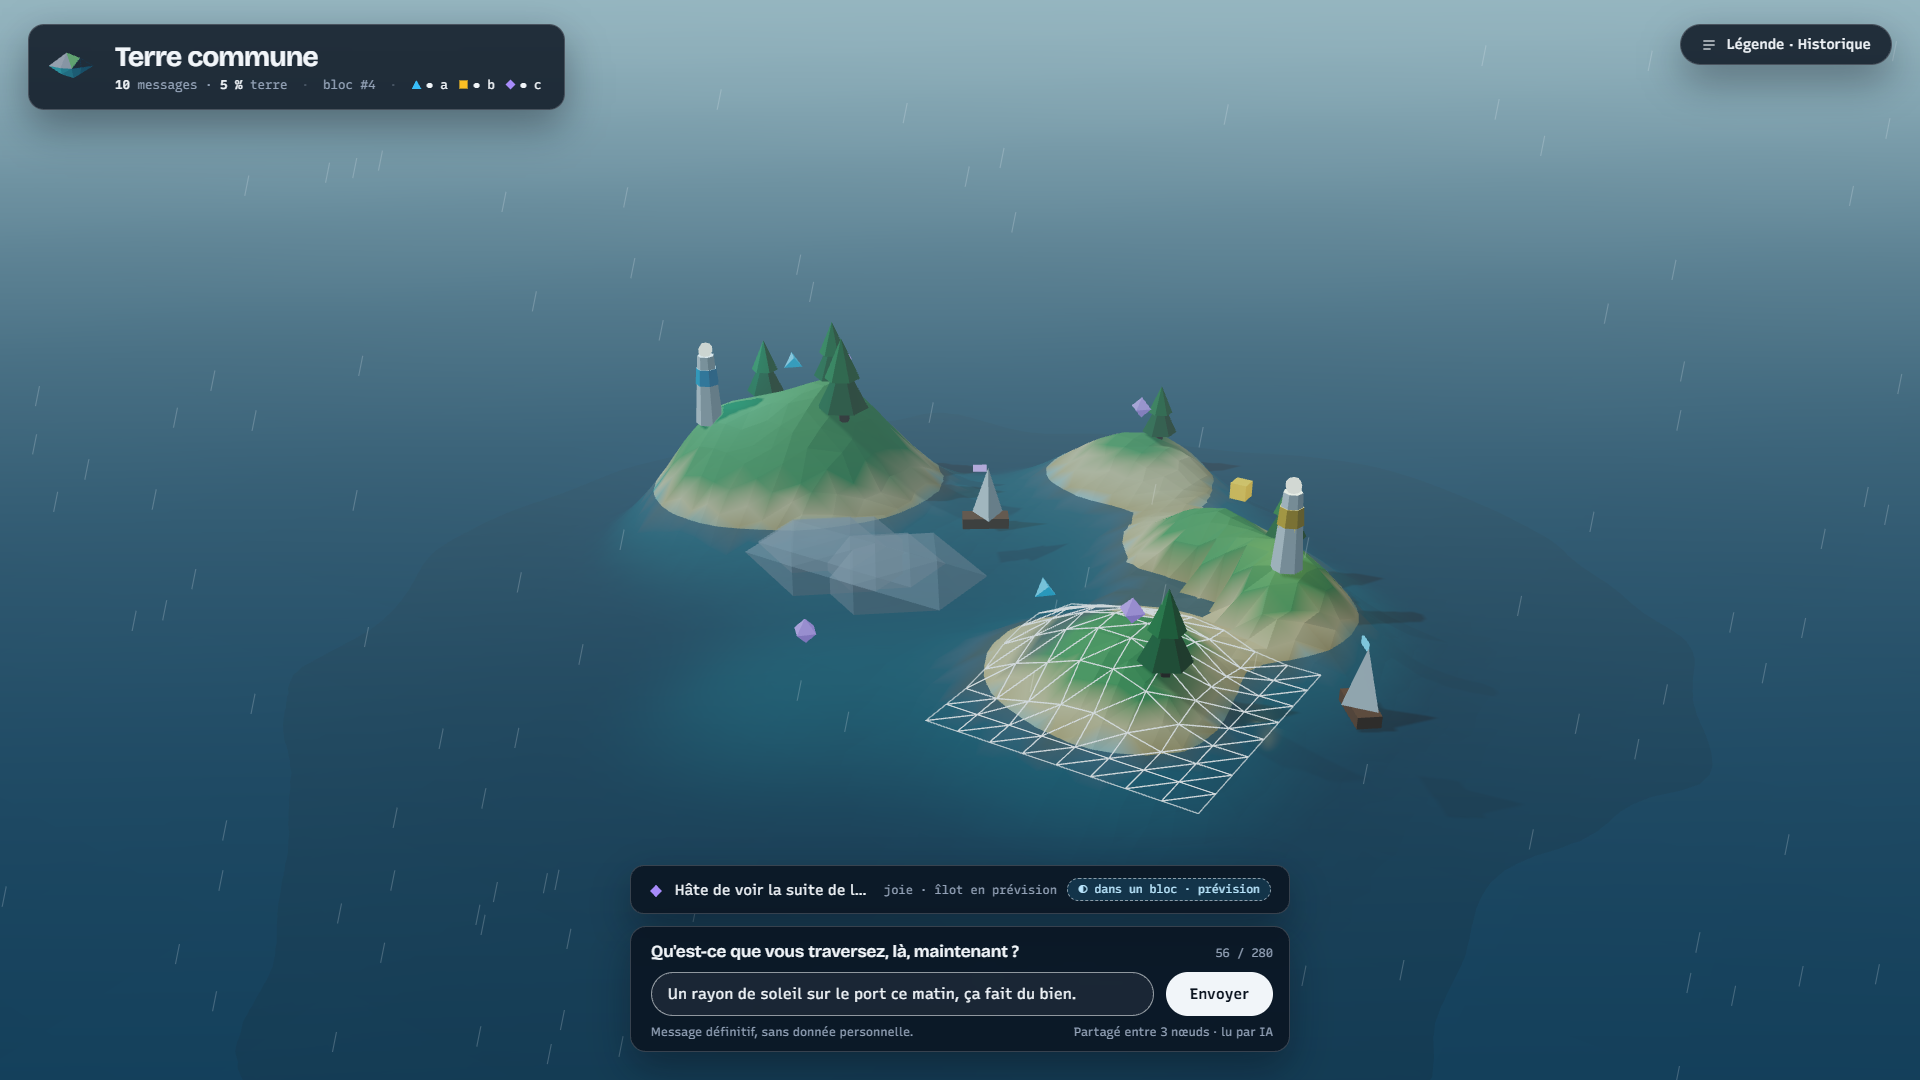 Terre commune
10 messages · 5 % terre · bloc #4 · a b c
Légende · Historique
Hâte de voir la suite de l… joie · îlot en prévision dans un bloc · prévision
Qu'est-ce que vous traversez, là, maintenant ? 56 / 280
Un rayon de soleil sur le port ce matin, ça fait du bien. Envoyer
Message définitif, sans donnée personnelle. Partagé entre 3 nœuds · lu par IA